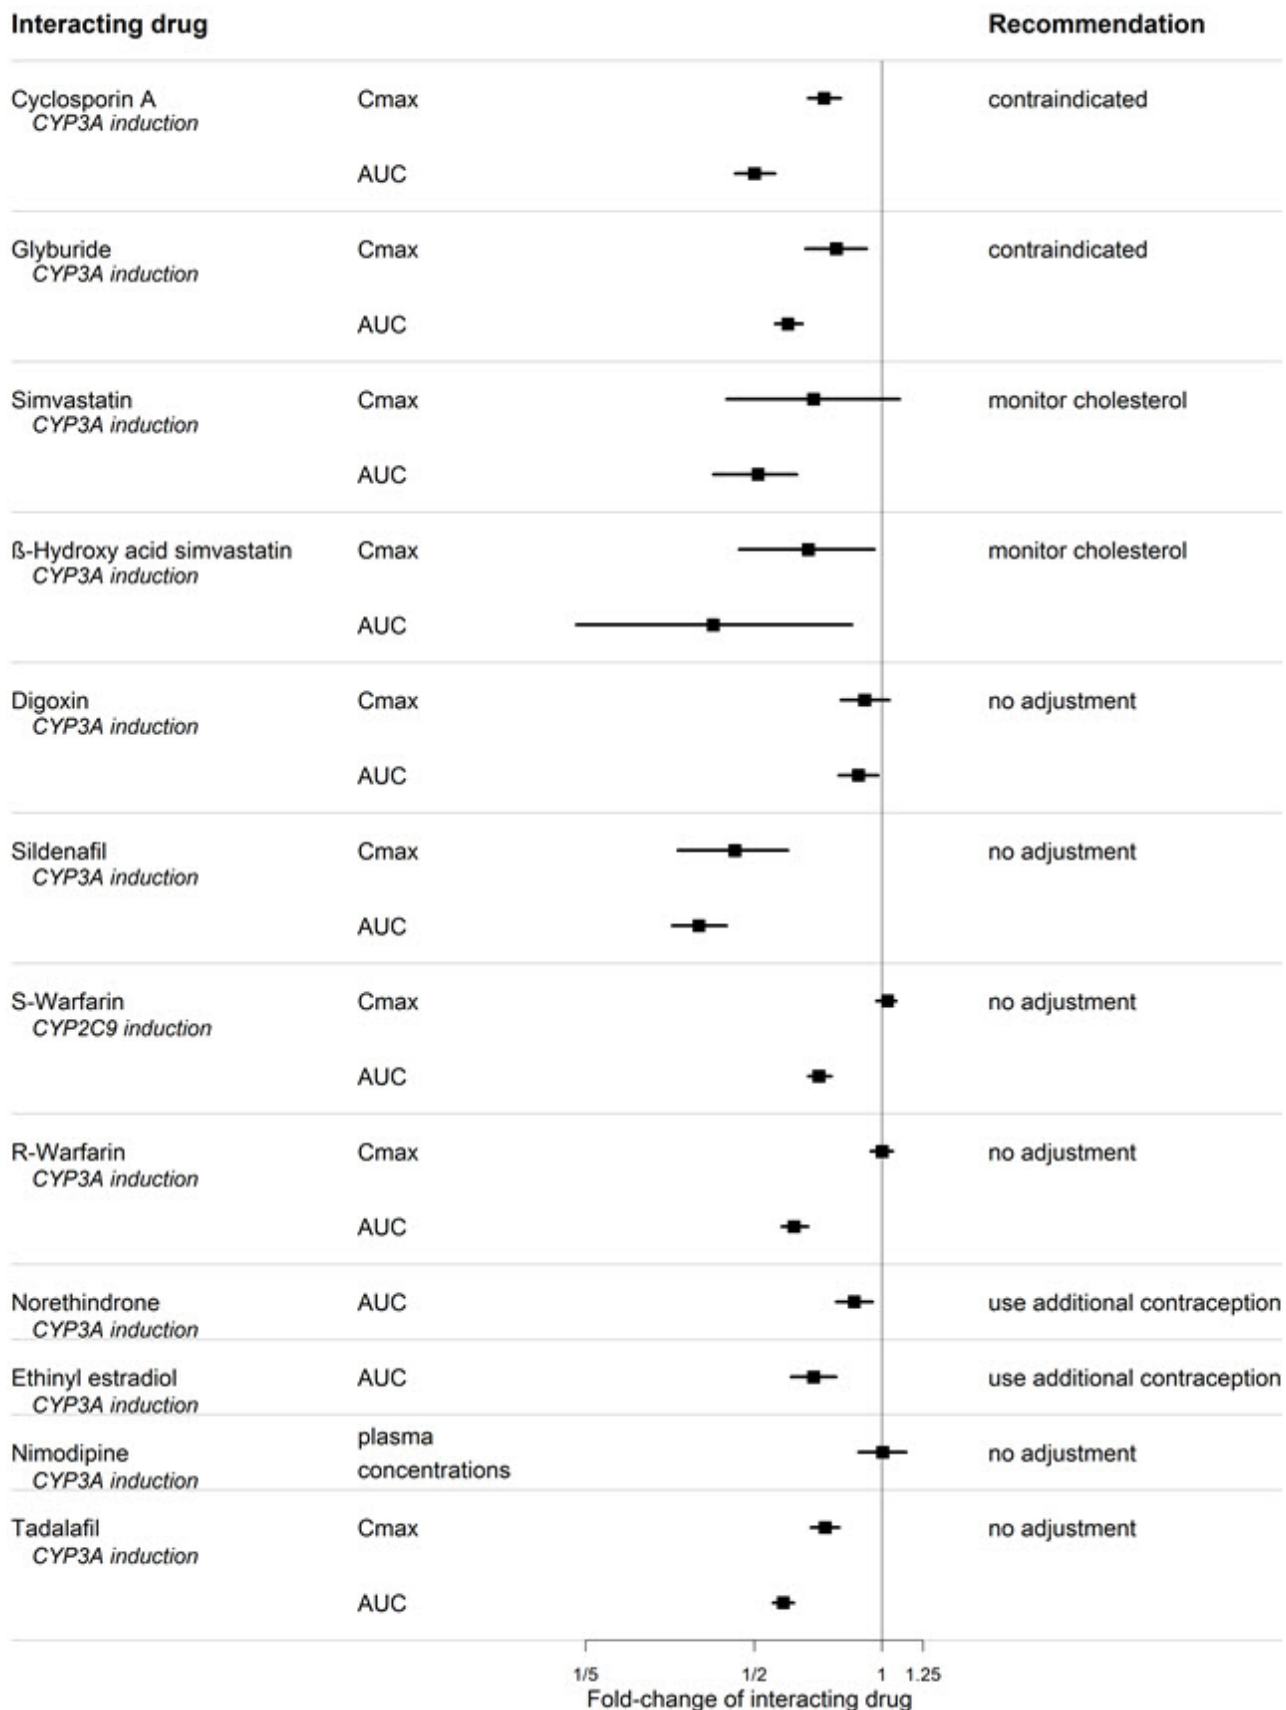 Interacting drug Recommendation
Cyclosporin A Cmax contraindicated
CYP3A induction
AUC
Glyburide Cmax contraindicated
CYP3A induction
AUC
Simvastatin Cmax monitor cholesterol
CYP3A induction
AUC
ß-Hydroxy acid simvastatin Cmax monitor cholesterol
CYP3A induction
AUC
Digoxin Cmax no adjustment
CYP3A induction
AUC
Sildenafil Cmax no adjustment
CYP3A induction
AUC
S-Warfarin Cmax no adjustment
CYP2C9 induction
AUC
R-Warfarin Cmax no adjustment
CYP3A induction
AUC
Norethindrone AUC use additional contraception
CYP3A induction
Ethinyl estradiol AUC use additional contraception
CYP3A induction
plasma
Nimodipine no adjustment
concentrations
CYP3A induction
Tadalafil Cmax no adjustment
CYP3A induction
AUC
1/5 1/2 1 1.25
Fold-change of interacting drug